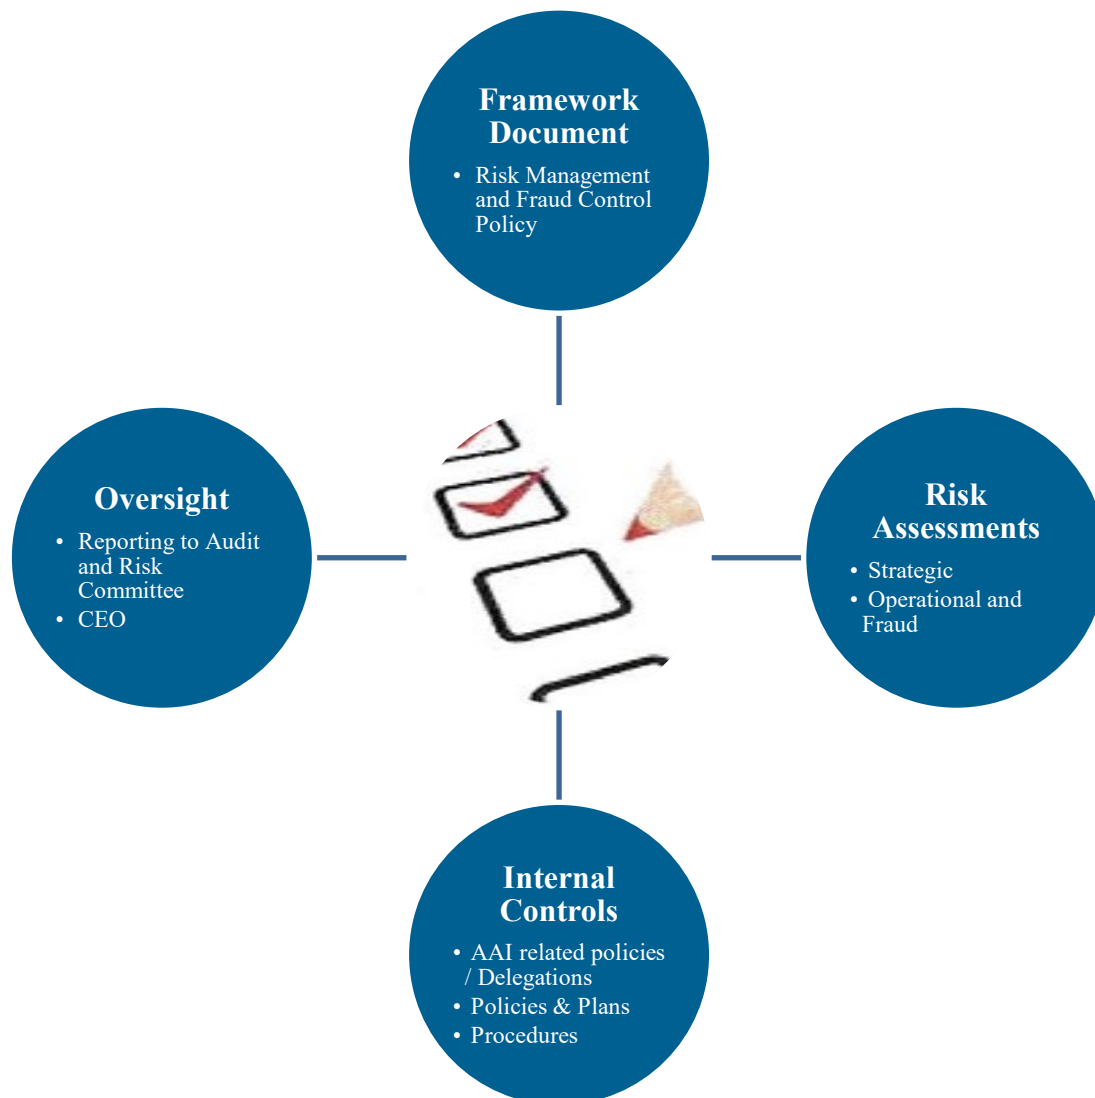 Framework
Document
• Risk Management
and Fraud Control
Policy
Oversight
• Reporting to Audit
and Risk
Committee
• CEO
Risk
Assessments
• Strategic
• Operational and
Fraud
Internal
Controls
• AAI related policies
/ Delegations
• Policies & Plans
• Procedures